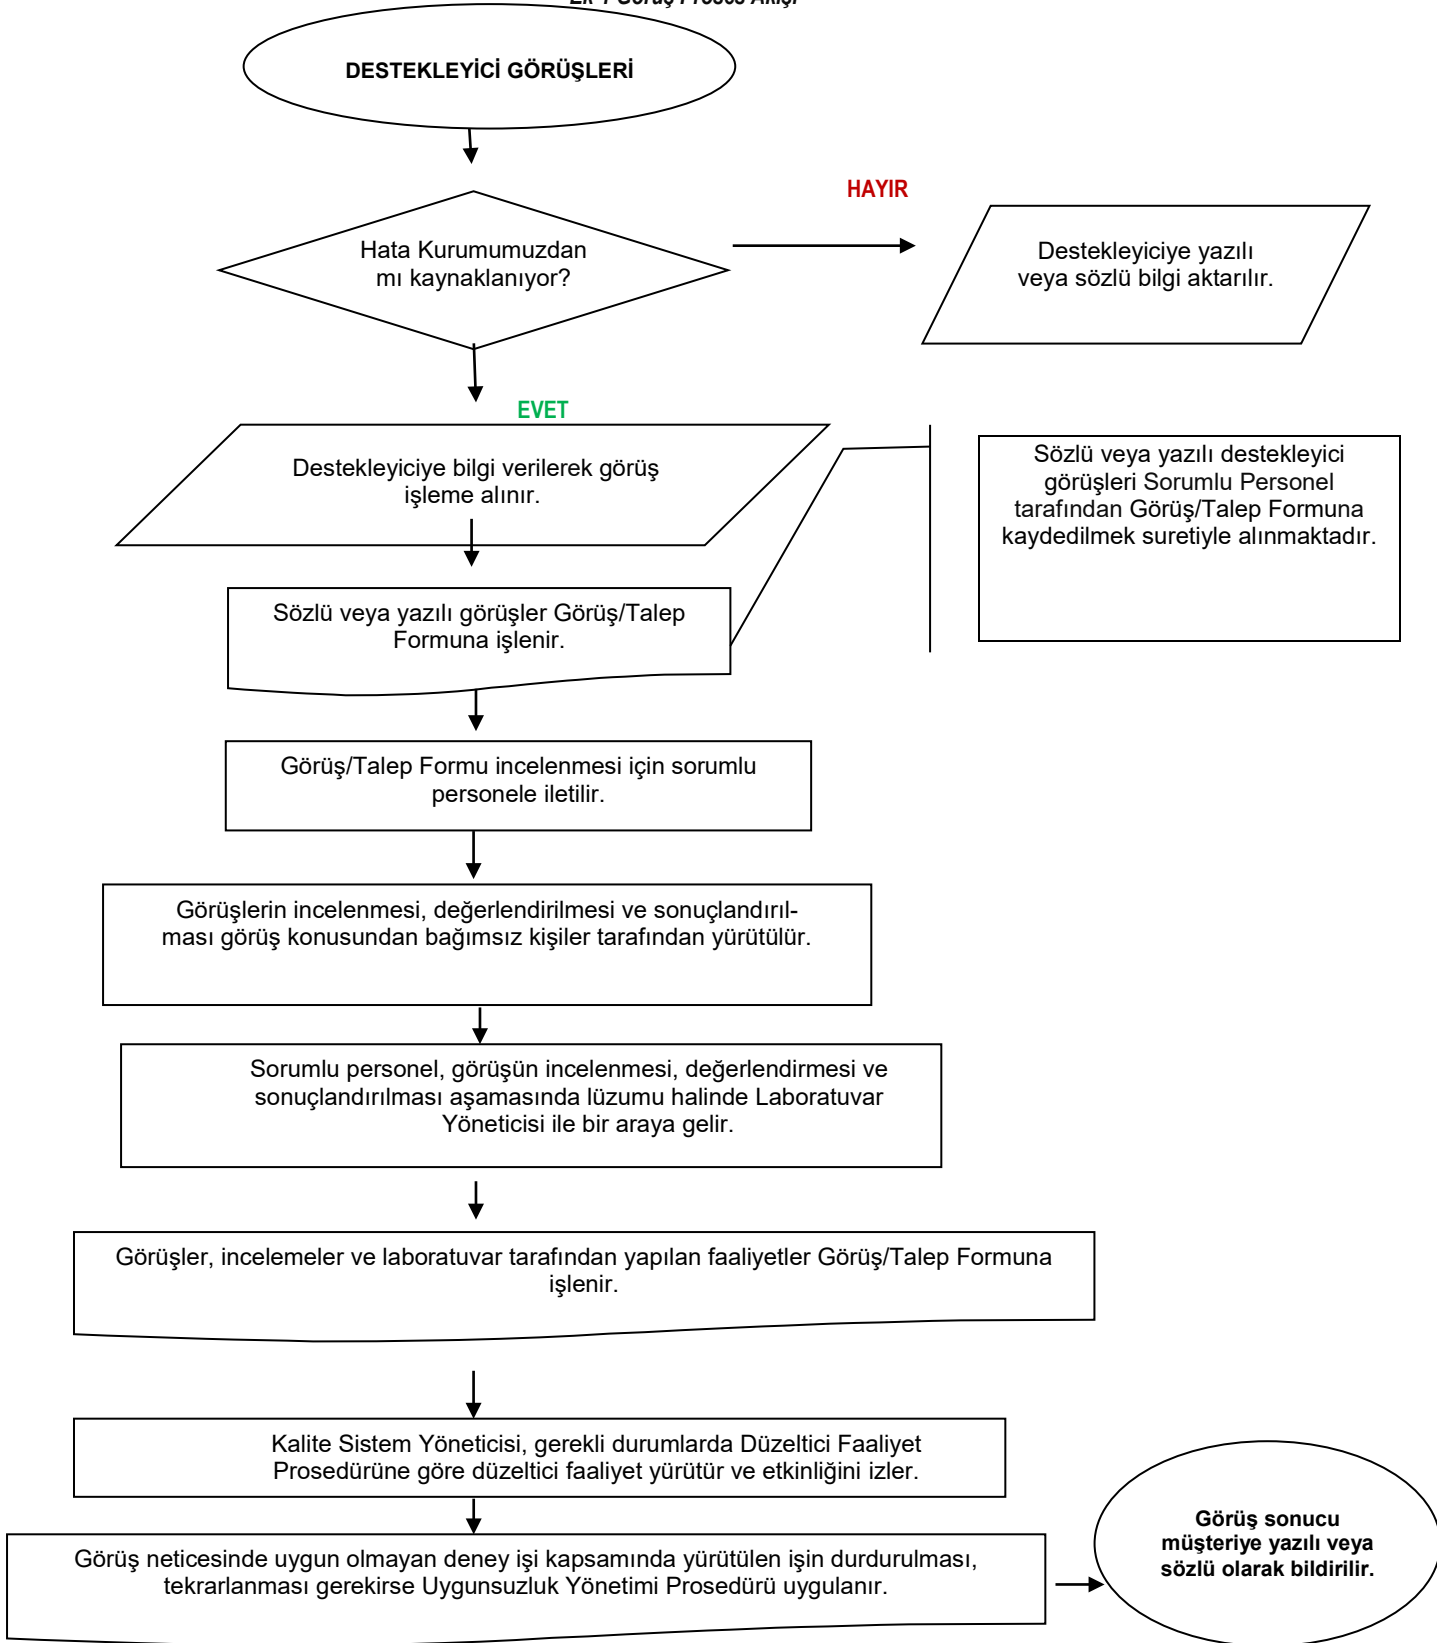 Ek-1 Görüş Proses Akışı
DESTEKLEYİCİ GÖRÜŞLERİ
HAYIR
Hata Kurumumuzdan
mı kaynaklanıyor?
Destekleyiciye yazılı
veya sözlü bilgi aktarılır.
EVET
Destekleyiciye bilgi verilerek görüş
işleme alınır.
Sözlü veya yazılı destekleyici
görüşleri Sorumlu Personel
tarafından Görüş/Talep Formuna
kaydedilmek suretiyle alınmaktadır.
Sözlü veya yazılı görüşler Görüş/Talep
Formuna işlenir.
Görüş/Talep Formu incelenmesi için sorumlu
personele iletilir.
Görüşlerin incelenmesi, değerlendirilmesi ve sonuçlandırıl-
ması görüş konusundan bağımsız kişiler tarafından yürütülür.
Sorumlu personel, görüşün incelenmesi, değerlendirmesi ve
sonuçlandırılması aşamasında lüzumu halinde Laboratuvar
Yöneticisi ile bir araya gelir.
Görüşler, incelemeler ve laboratuvar tarafından yapılan faaliyetler Görüş/Talep Formuna
işlenir.
Kalite Sistem Yöneticisi, gerekli durumlarda Düzeltici Faaliyet
Prosedürüne göre düzeltici faaliyet yürütür ve etkinliğini izler.
Görüş neticesinde uygun olmayan deney işi kapsamında yürütülen işin durdurulması,
tekrarlanması gerekirse Uygunsuzluk Yönetimi Prosedürü uygulanır.
Görüş sonucu
müşteriye yazılı veya
sözlü olarak bildirilir.